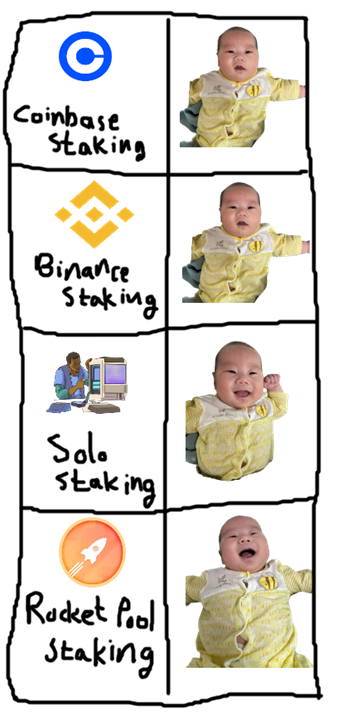 Coinbase
Staking
Binance
Staking
Solo
Staking
Rocket Pool
Staking